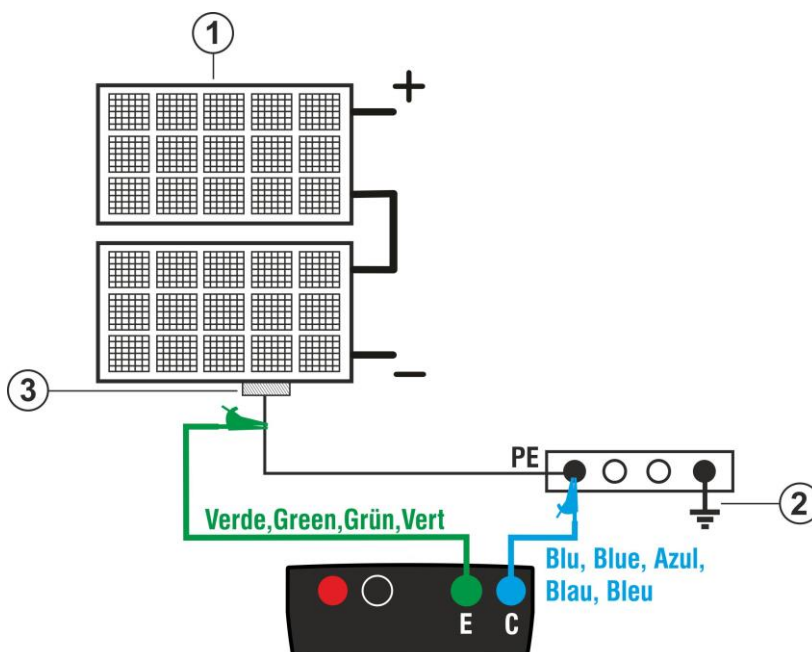 1
+
3
−
PE
2
Verde,Green,Grün,Vert
Blu, Blue, Azul,
Blau, Bleu
E C